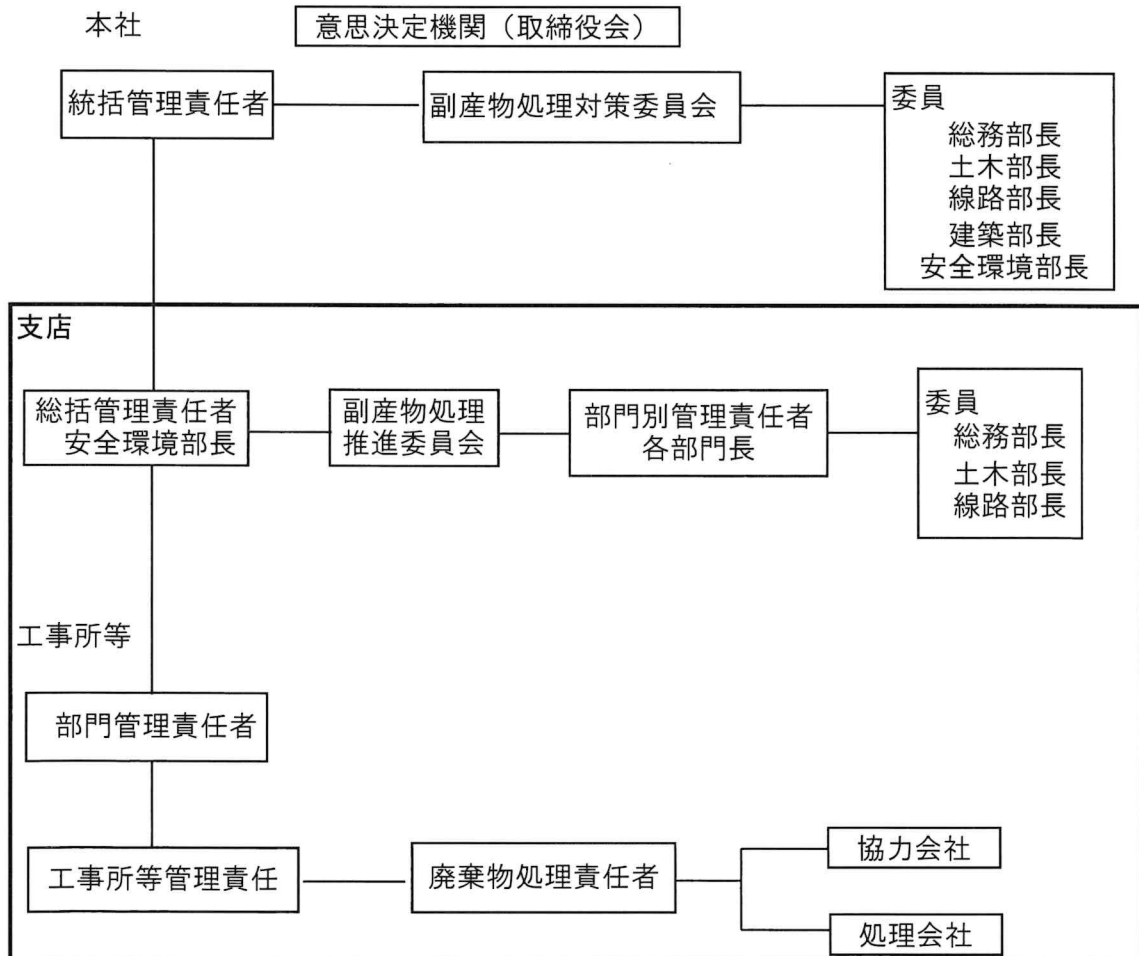 本社
意思決定機関（取締役会）
統括管理責任者
副産物処理対策委員会
委員
総務部長
土木部長
線路部長
建築部長
安全環境部長
支店
総括管理責任者
安全環境部長
副産物処理
推進委員会
部門別管理責任者
各部門長
委員
総務部長
土木部長
線路部長
工事所等
部門管理責任者
工事所等管理責任
廃棄物処理責任者
協力会社
処理会社